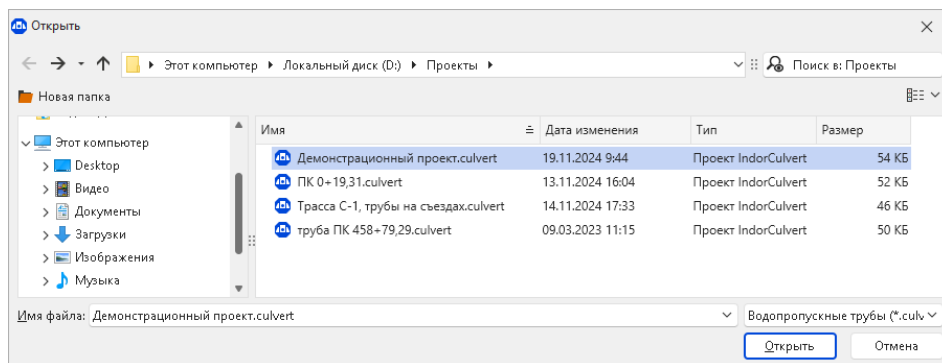 Открыть
Этот компьютер Локальный диск (D:) Проекты Поиск в: Проекты
Новая папка
Имя Дата изменения Тип Размер
Этот компьютер
Desktop
Видео
Документы
Загрузки
Изображения
Музыка
Демонстрационный проект.culvert 19.11.2024 9:44 Проект IndorCulvert 54 КБ
ПК 0+19,31.culvert 13.11.2024 16:04 Проект IndorCulvert 52 КБ
Трасса С-1, трубы на съездах.culvert 14.11.2024 17:33 Проект IndorCulvert 46 КБ
труба ПК 458+79,29.culvert 09.03.2023 11:15 Проект IndorCulvert 50 КБ
Имя файла: Демонстрационный проект.culvert Водопропускные трубы (*.culv
Открыть Отмена